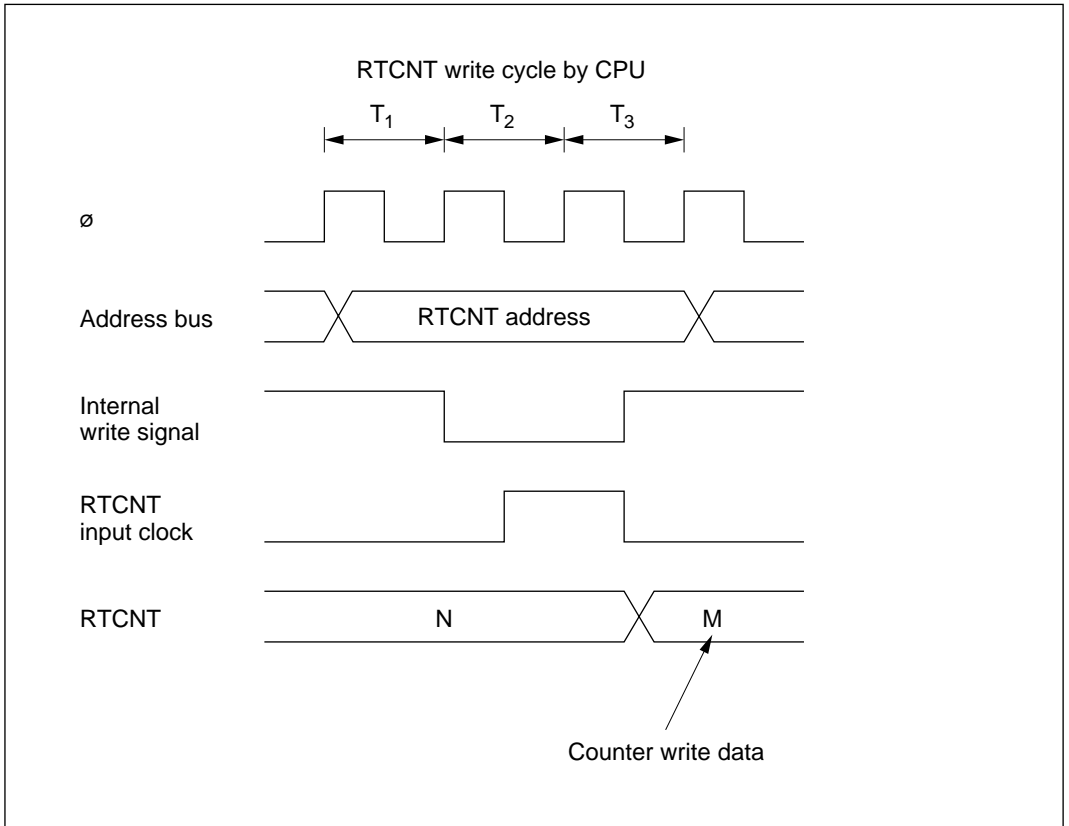 RTCNT write cycle by CPU
T1 T2 T3
ø
Address bus
RTCNT address
Internal
write signal
RTCNT
input clock
RTCNT
N
M
Counter write data